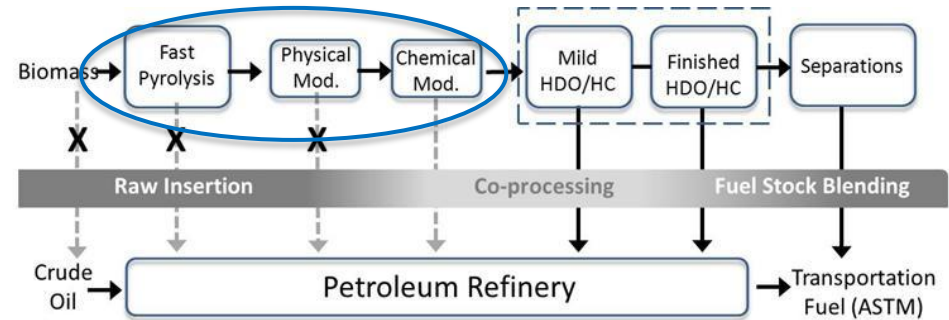 Biomass
Fast
Pyrolysis
Physical
Mod.
Chemical
Mod.
Mild
HDO/HC
Finished
HDO/HC
Separations
X
X
X
Raw Insertion
Co-processing
Fuel Stock Blending
Crude
Oil
Petroleum Refinery
Transportation
Fuel (ASTM)